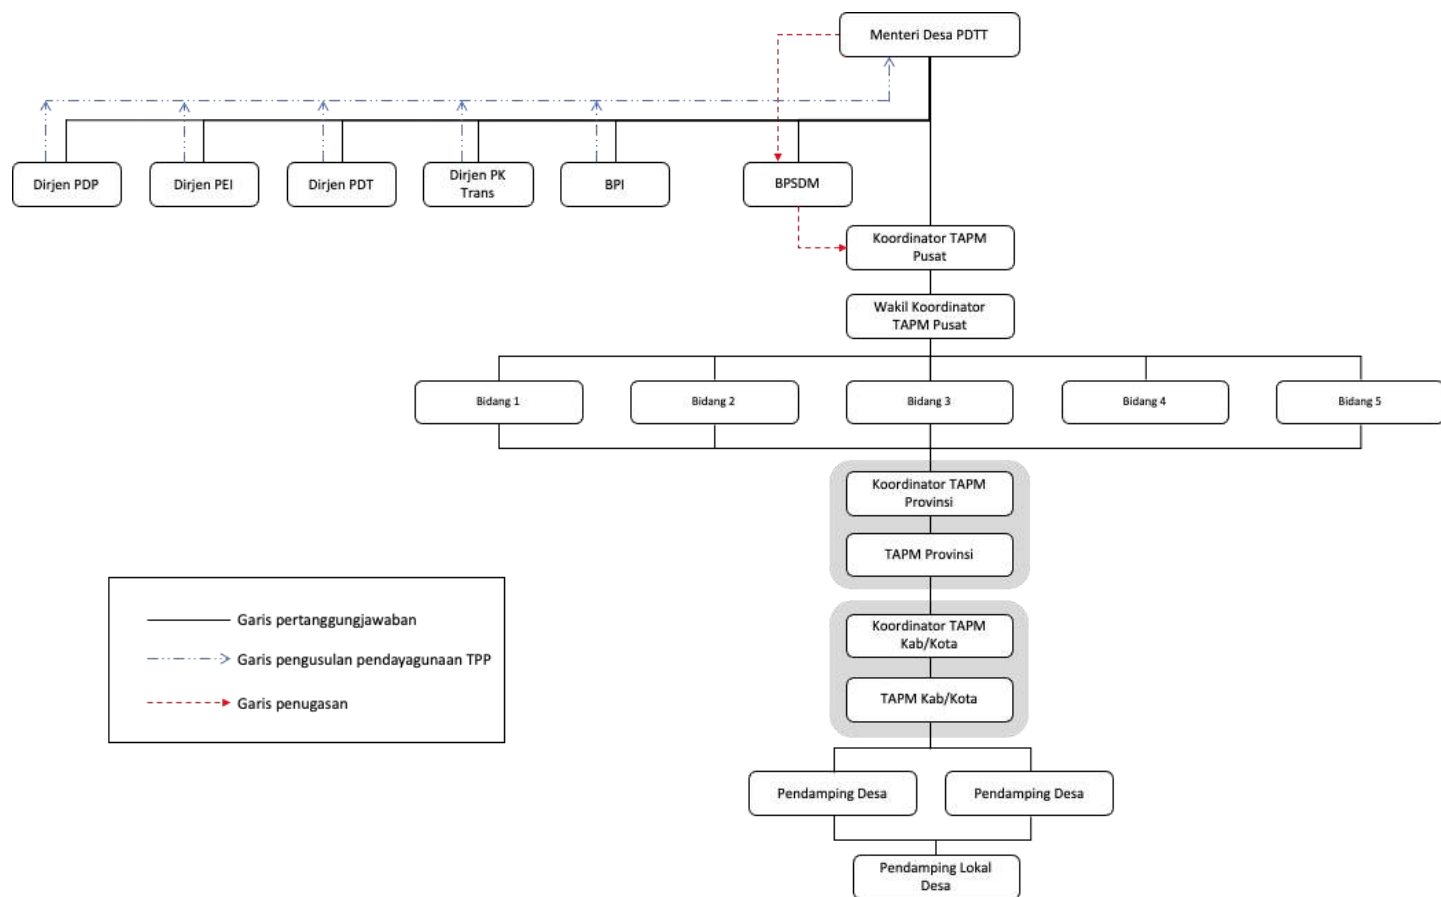 Menteri Desa PDTT
Dirjen PDP
Dirjen PEI
Dirjen PDT
Dirjen PK
Trans
BPI
BPSDM
Koordinator TAPM
Pusat
Wakil Koordinator
TAPM Pusat
Bidang 1
Bidang 2
Bidang 3
Bidang 4
Bidang 5
Koordinator TAPM
Provinsi
TAPM Provinsi
Koordinator TAPM
Kab/Kota
TAPM Kab/Kota
Pendamping Desa
Pendamping Desa
Pendamping Lokal
Desa
Garis pertanggungjawaban
Garis pengusulan pendayagunaan TPP
Garis penugasan